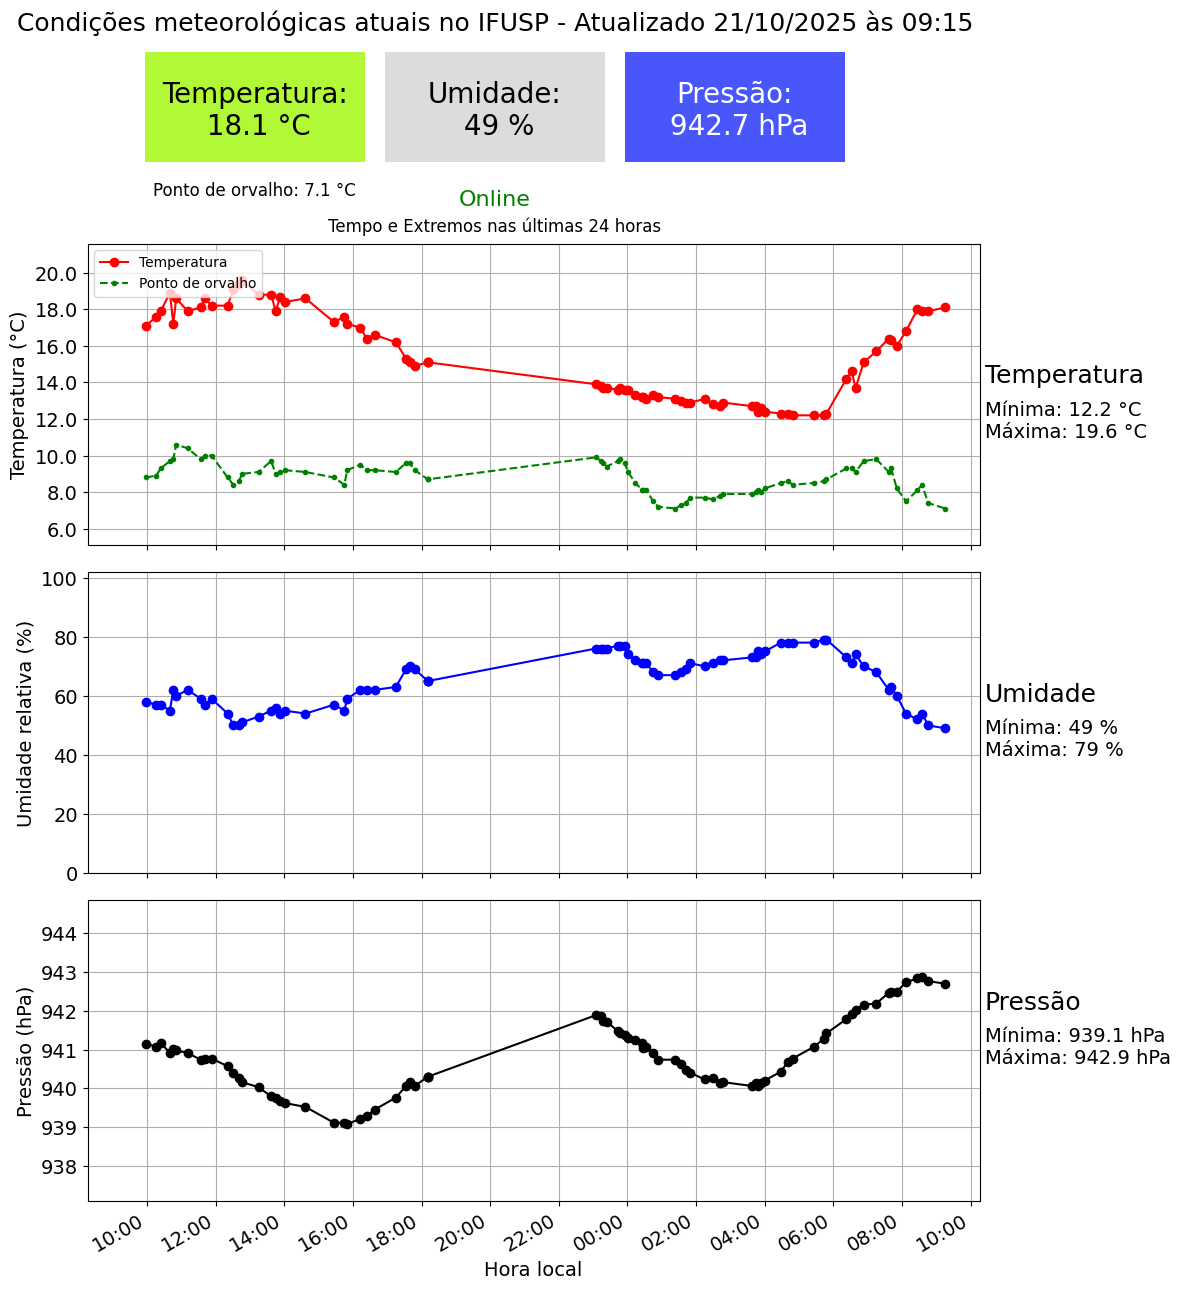 Condições meteorológicas atuais no IFUSP - Atualizado 21/10/2025 às 09:15
Temperatura:
18.1 °C
Umidade:
49 %
Pressão:
942.7 hPa
Ponto de orvalho: 7.1 °C
Online
Tempo e Extremos nas últimas 24 horas
Temperatura
Ponto de orvalho
20.0
18.0
16.0
14.0
12.0
10.0
8.0
6.0
Temperatura (°C)
Temperatura
Mínima: 12.2 °C
Máxima: 19.6 °C
100
80
60
40
20
0
Umidade relativa (%)
Umidade
Mínima: 49 %
Máxima: 79 %
944
943
942
941
940
939
938
Pressão (hPa)
Pressão
Mínima: 939.1 hPa
Máxima: 942.9 hPa
10:00 12:00 14:00 16:00 18:00 20:00 22:00 00:00 02:00 04:00 06:00 08:00 10:00
Hora local